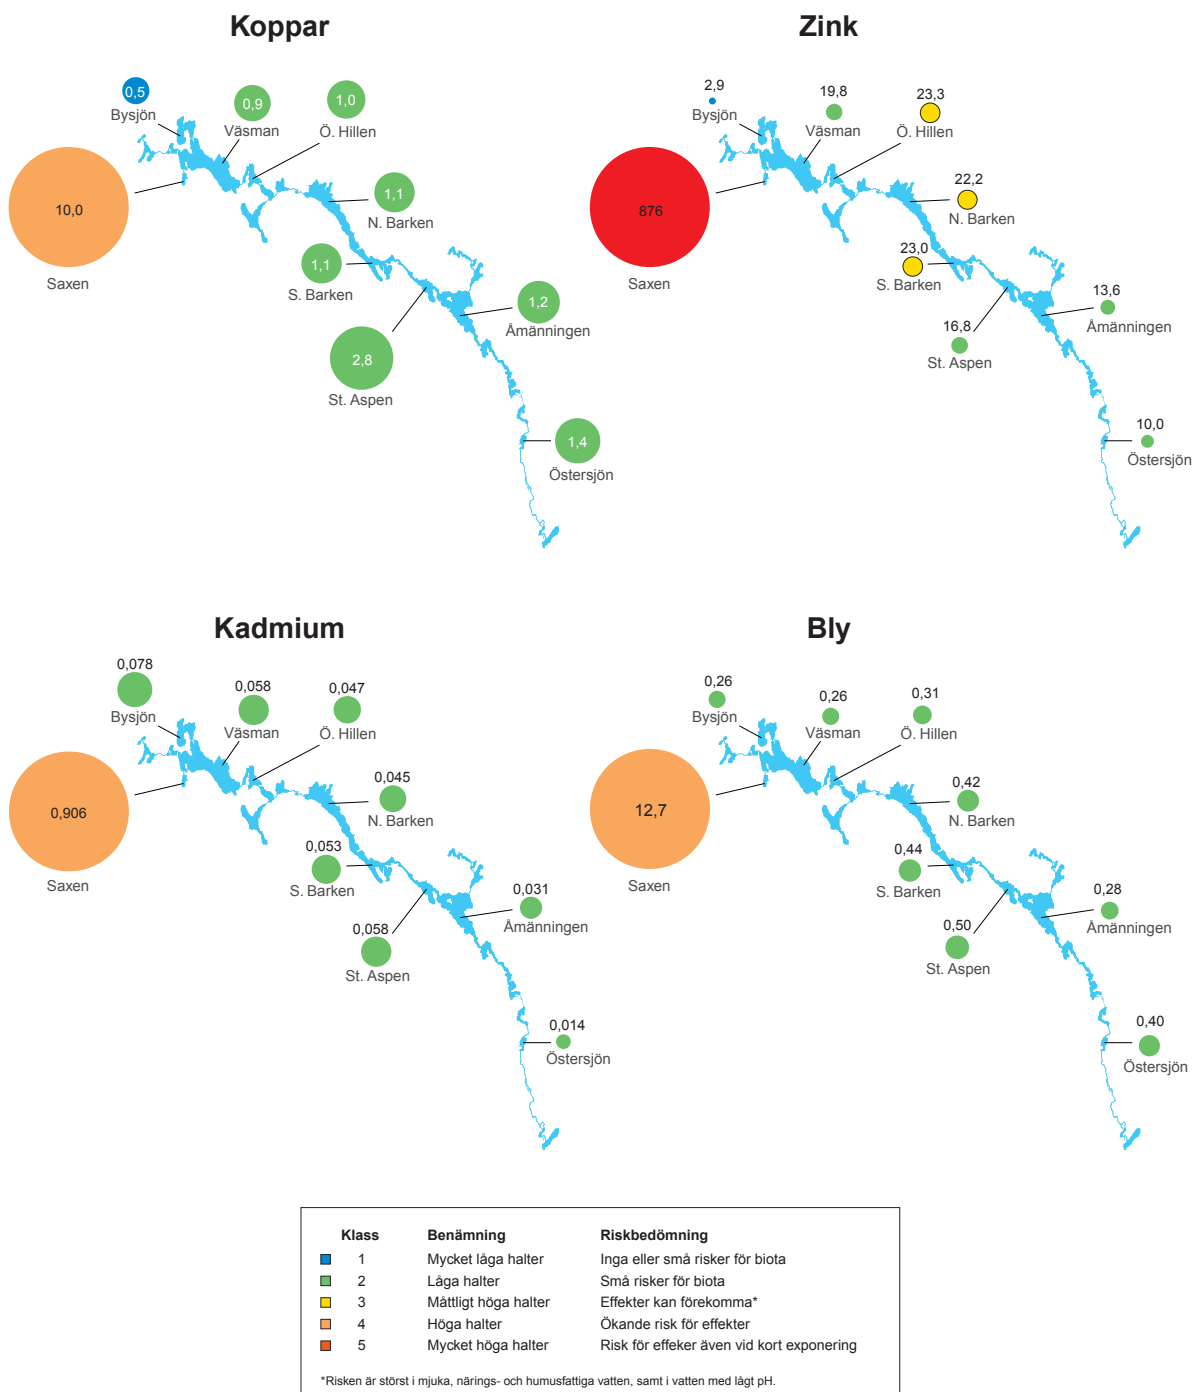 Koppar
0,5
Bysjön
0,9
Väsman
1,0
Ö. Hillen
10,0
Saxen
1,1
N. Barken
1,1
S. Barken
1,2
Åmänningen
2,8
St. Aspen
1,4
Östersjön
Zink
2,9
Bysjön
19,8
Väsman
23,3
Ö. Hillen
876
Saxen
22,2
N. Barken
23,0
S. Barken
13,6
Åmänningen
16,8
St. Aspen
10,0
Östersjön
Kadmium
0,078
Bysjön
0,058
Väsman
0,047
Ö. Hillen
0,906
Saxen
0,045
N. Barken
0,053
S. Barken
0,031
Åmänningen
0,058
St. Aspen
0,014
Östersjön
Bly
0,26
Bysjön
0,26
Väsman
0,31
Ö. Hillen
12,7
Saxen
0,42
N. Barken
0,44
S. Barken
0,28
Åmänningen
0,50
St. Aspen
0,40
Östersjön
Klass Benämning Riskbedömning
1 Mycket låga halter Inga eller små risker för biota
2 Låga halter Små risker för biota
3 Måttligt höga halter Effekter kan förekomma*
4 Höga halter Ökande risk för effekter
5 Mycket höga halter Risk för effeker även vid kort exponering
*Risken är störst i mjuka, närings- och humusfattiga vatten, samt i vatten med lågt pH.